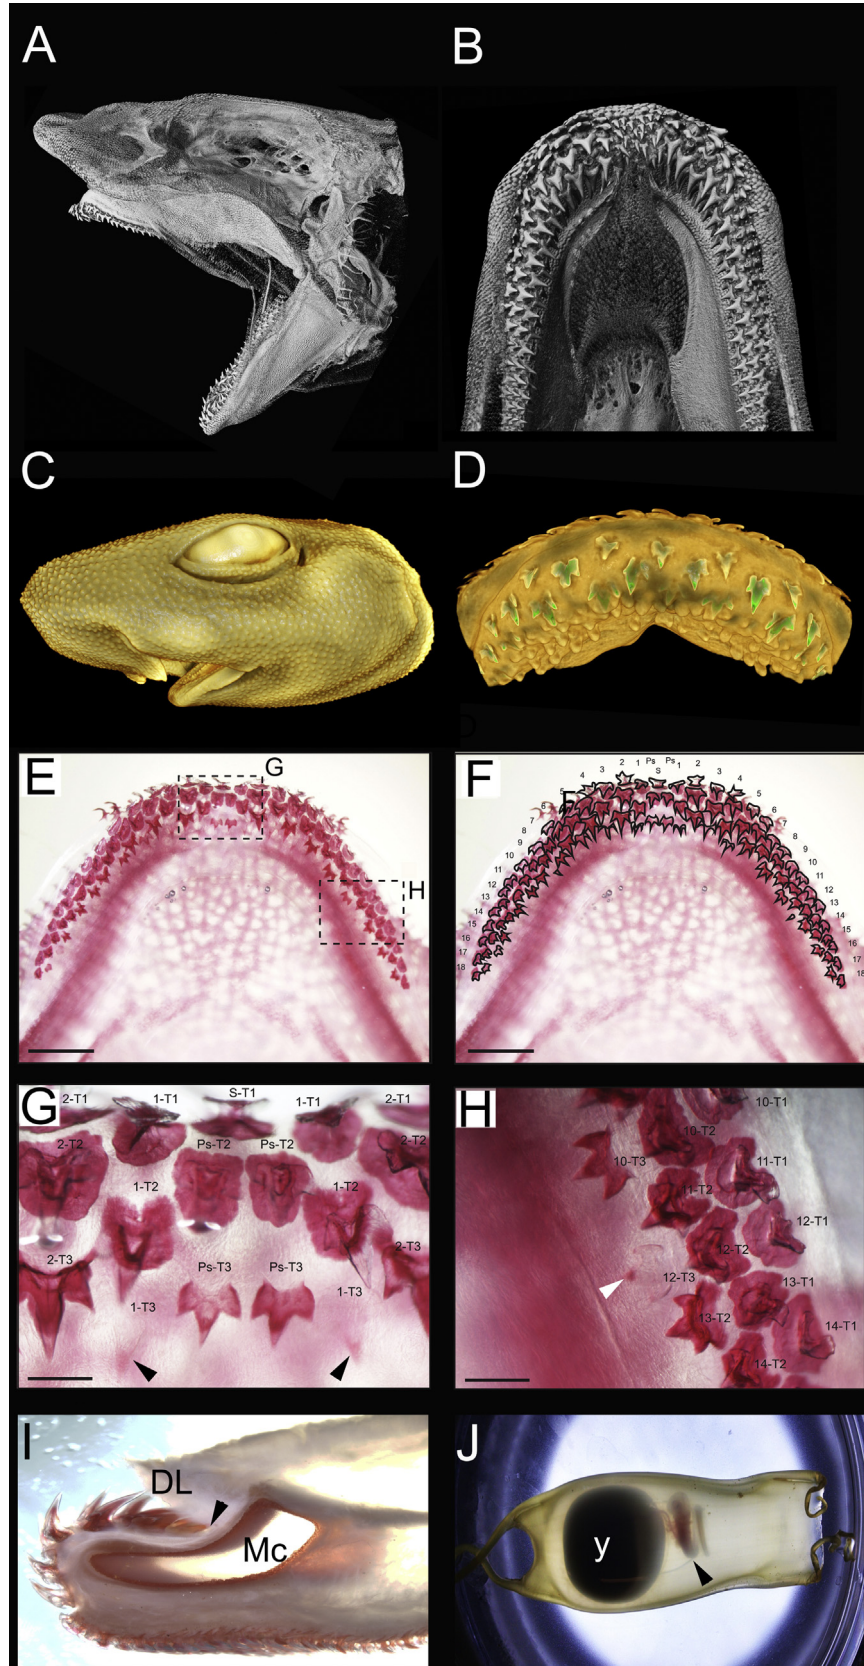 A
B
C
D
E
G
H
F
4 3 2 1 Ps Ps 1 2 3 4
S
5 5
6 6
7 7
8 8
9 9
10 10
11 11
12 12
13 13
14 14
15 15
16 16
17 17
18 18
G
2-T1 1-T1 S-T1 1-T1 2-T1
2-T2 Ps-T2 Ps-T2 2-T2
1-T2 1-T2
2-T3 Ps-T3 Ps-T3 2-T3
1-T3 1-T3
H
10-T1
10-T2
10-T3 11-T1
11-T2
12-T1
12-T2
12-T3 13-T1
13-T2
14-T1
14-T2
I
DL
Mc
J
y